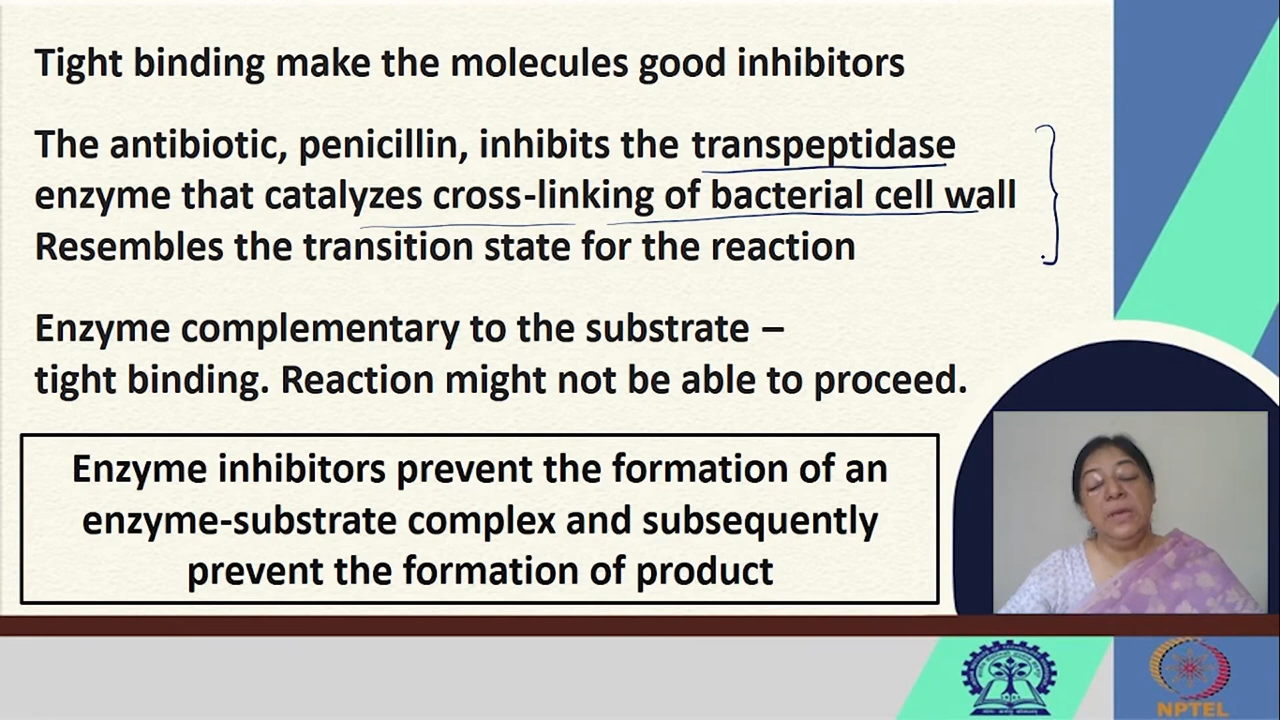 Tight binding make the molecules good inhibitors
The antibiotic, penicillin, inhibits the transpeptidase
enzyme that catalyzes cross-linking of bacterial cell wall
Resembles the transition state for the reaction
Enzyme complementary to the substrate –
tight binding. Reaction might not be able to proceed.
Enzyme inhibitors prevent the formation of an
enzyme-substrate complex and subsequently
prevent the formation of product
NPTEL